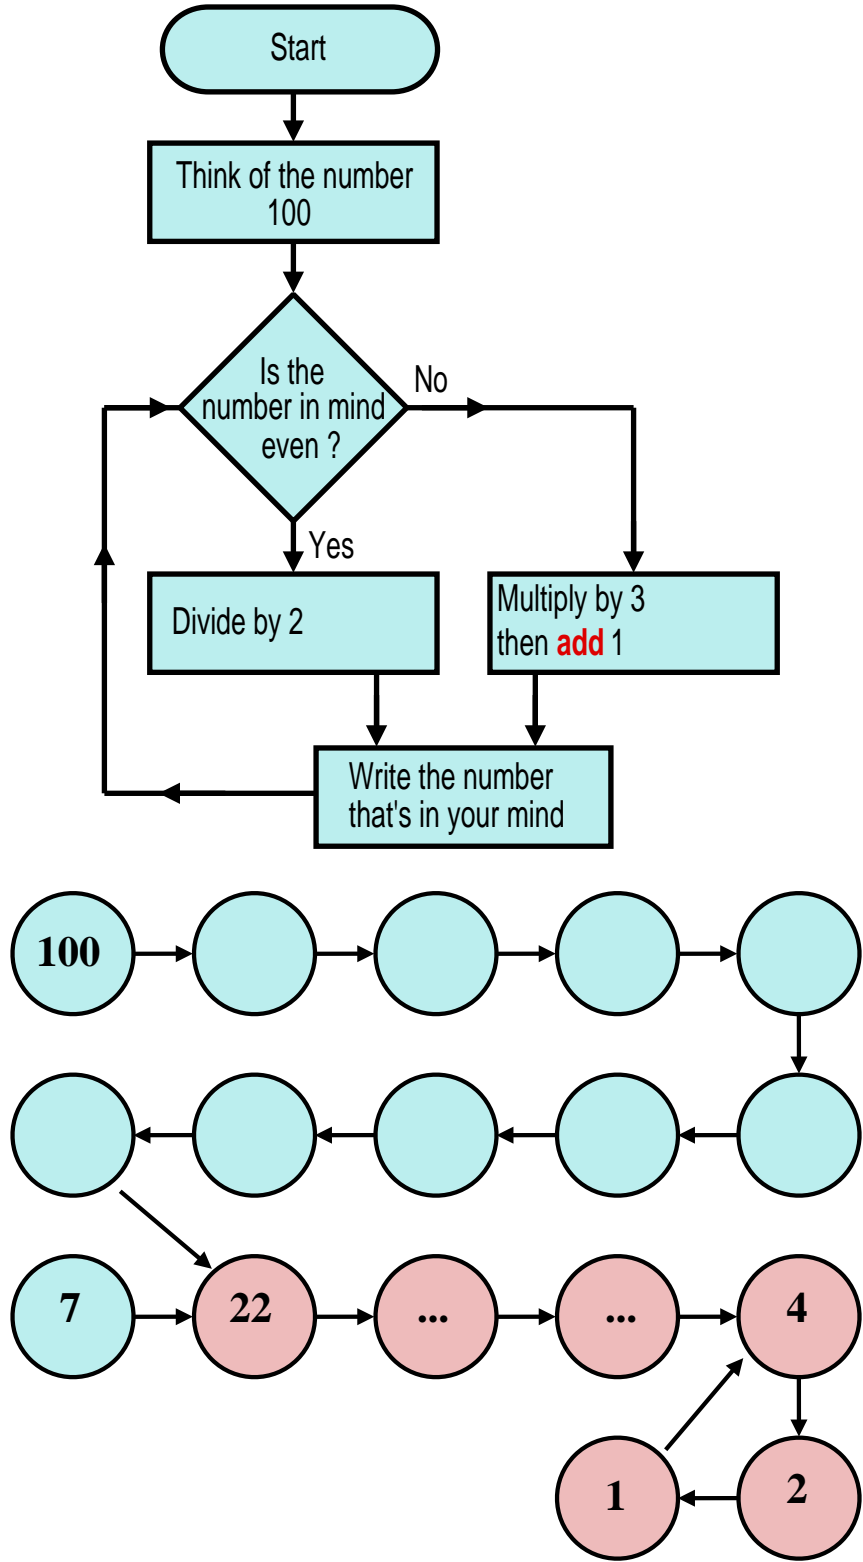 Start
Think of the number
100
Is the
number in mind
even ?
No
Yes
Divide by 2
Multiply by 3
then add 1
Write the number
that's in your mind
100
7
22
...
...
4
1
2